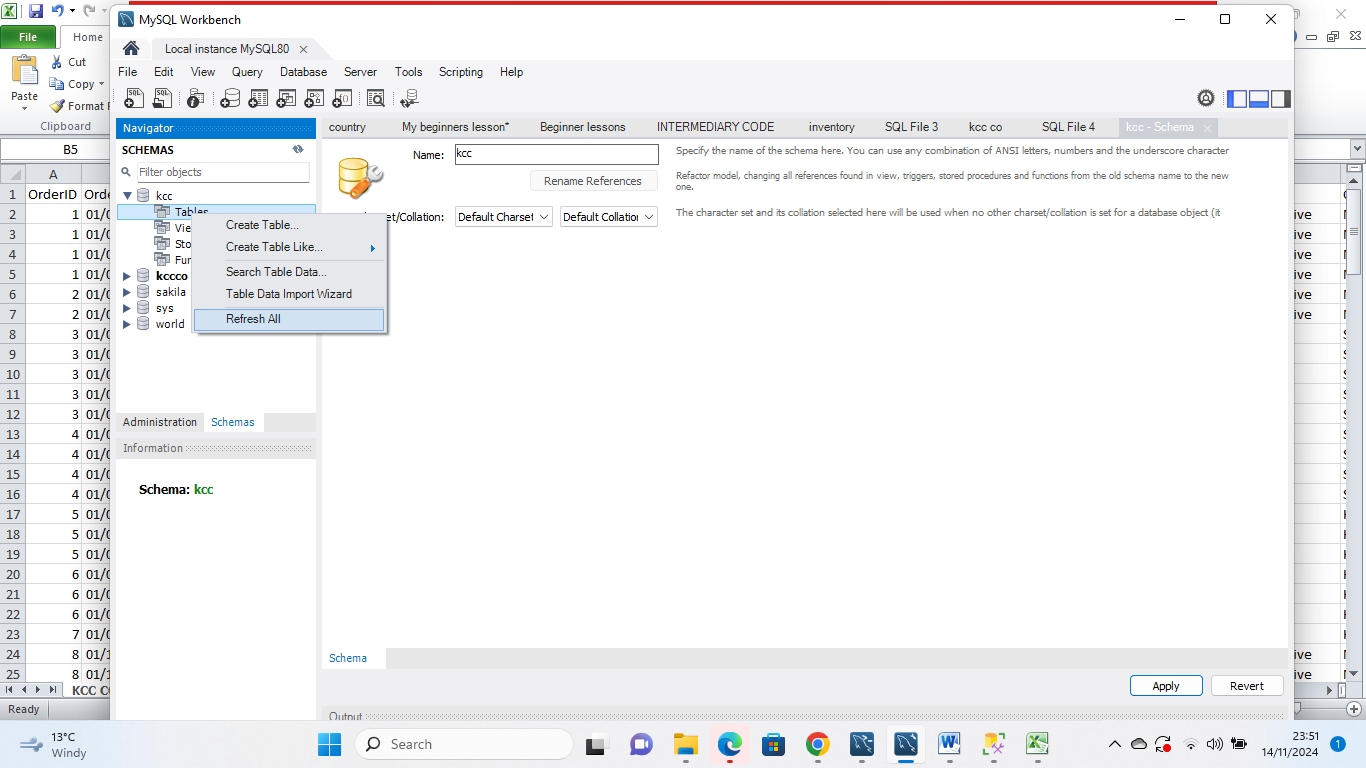 MySQL Workbench
File
Home
Local instance MySQL80
Cut
Copy
Paste
Format
Clipboard
File Edit View Query Database Server Tools Scripting Help
Navigator
country My beginners lesson* Beginner lessons INTERMEDIARY CODE inventory SQL File 3 kcc co SQL File 4 kcc - Schema
SCHEMAS
Filter objects
kcc
Tables
Vie
Sto
Fun
kccco
sakila
sys
world
Create Table...
Create Table Like...
Search Table Data...
Table Data Import Wizard
Refresh All
Name: kcc
Rename References
et/Collation: Default Charset Default Collation
Specify the name of the schema here. You can use any combination of ANSI letters, numbers and the underscore character
Refactor model, changing all references found in view, triggers, stored procedures and functions from the old schema name to the new
one.
The character set and its collation selected here will be used when no other charset/collation is set for a database object (it
Administration Schemas
Information
Schema: kcc
Schema
Apply Revert
Output
B5
A
1 OrderID Orde
2 1 01/0
3 1 01/0
4 1 01/0
5 1 01/0
6 2 01/0
7 2 01/0
8 3 01/0
9 3 01/0
10 3 01/0
11 3 01/0
12 3 01/0
13 4 01/0
14 4 01/0
15 4 01/0
16 4 01/0
17 5 01/0
18 5 01/0
19 5 01/0
20 6 01/0
21 6 01/0
22 6 01/0
23 7 01/0
24 8 01/1
25 8 01/1
ive
ive
ive
ive
ive
ive
ive
ive
KCC CO
Ready
13°C
Windy
Search
23:51
14/11/2024
1